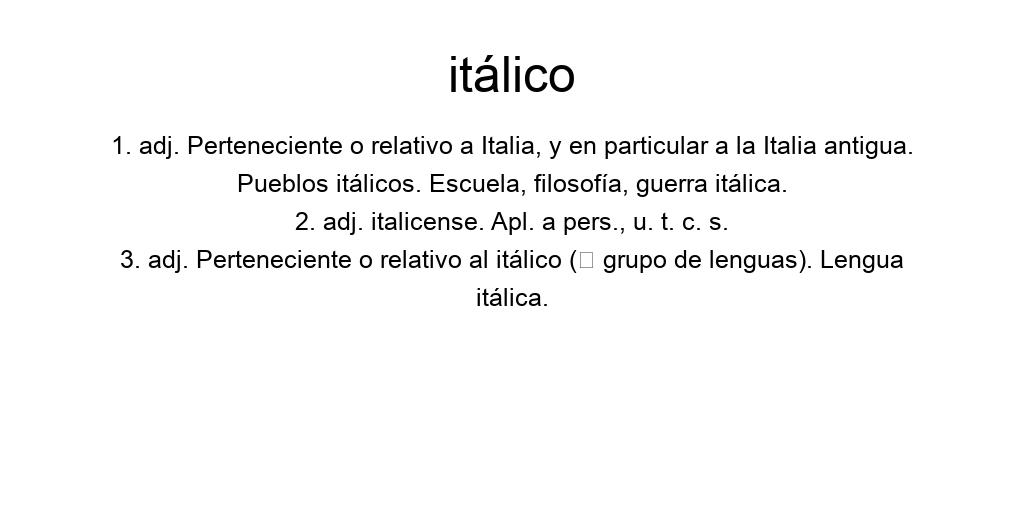 itálico
1. adj. Perteneciente o relativo a Italia, y en particular a la Italia antigua.
Pueblos itálicos. Escuela, filosofía, guerra itálica.
2. adj. italicense. Apl. a pers., u. t. c. s.
3. adj. Perteneciente o relativo al itálico (□ grupo de lenguas). Lengua
itálica.